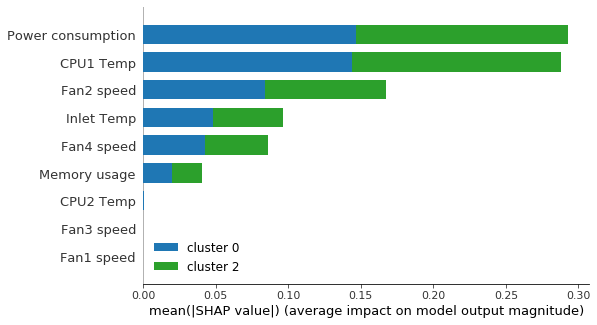 Power consumption
CPU1 Temp
Fan2 speed
Inlet Temp
Fan4 speed
Memory usage
CPU2 Temp
Fan3 speed
Fan1 speed
cluster 0
cluster 2
0.00 0.05 0.10 0.15 0.20 0.25 0.30
mean(|SHAP value|) (average impact on model output magnitude)